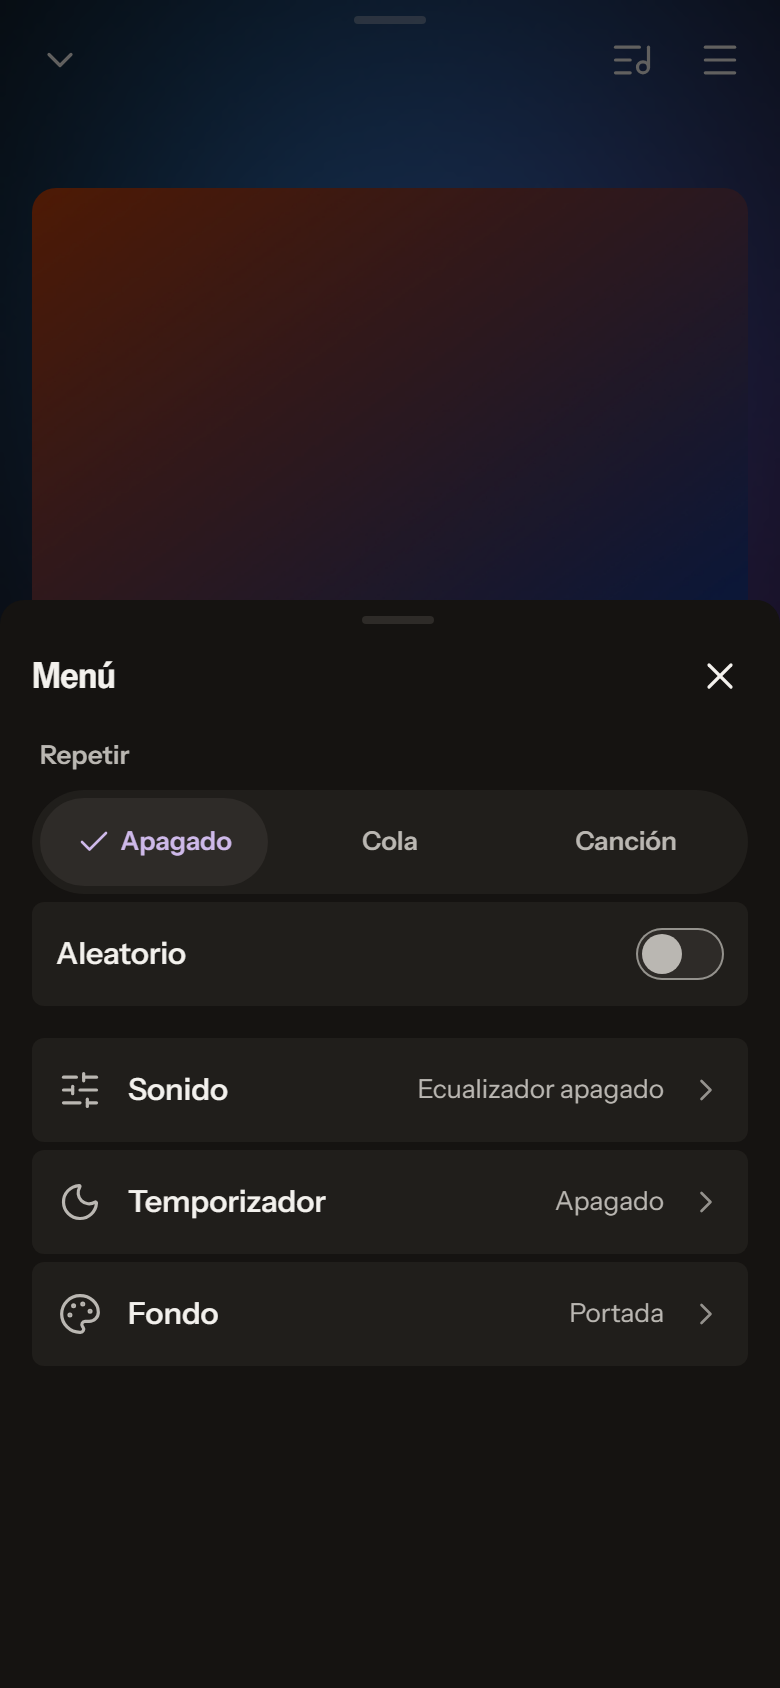 Menú
Repetir
Apagado Cola Canción
Aleatorio
Sonido Ecualizador apagado
Temporizador Apagado
Fondo Portada